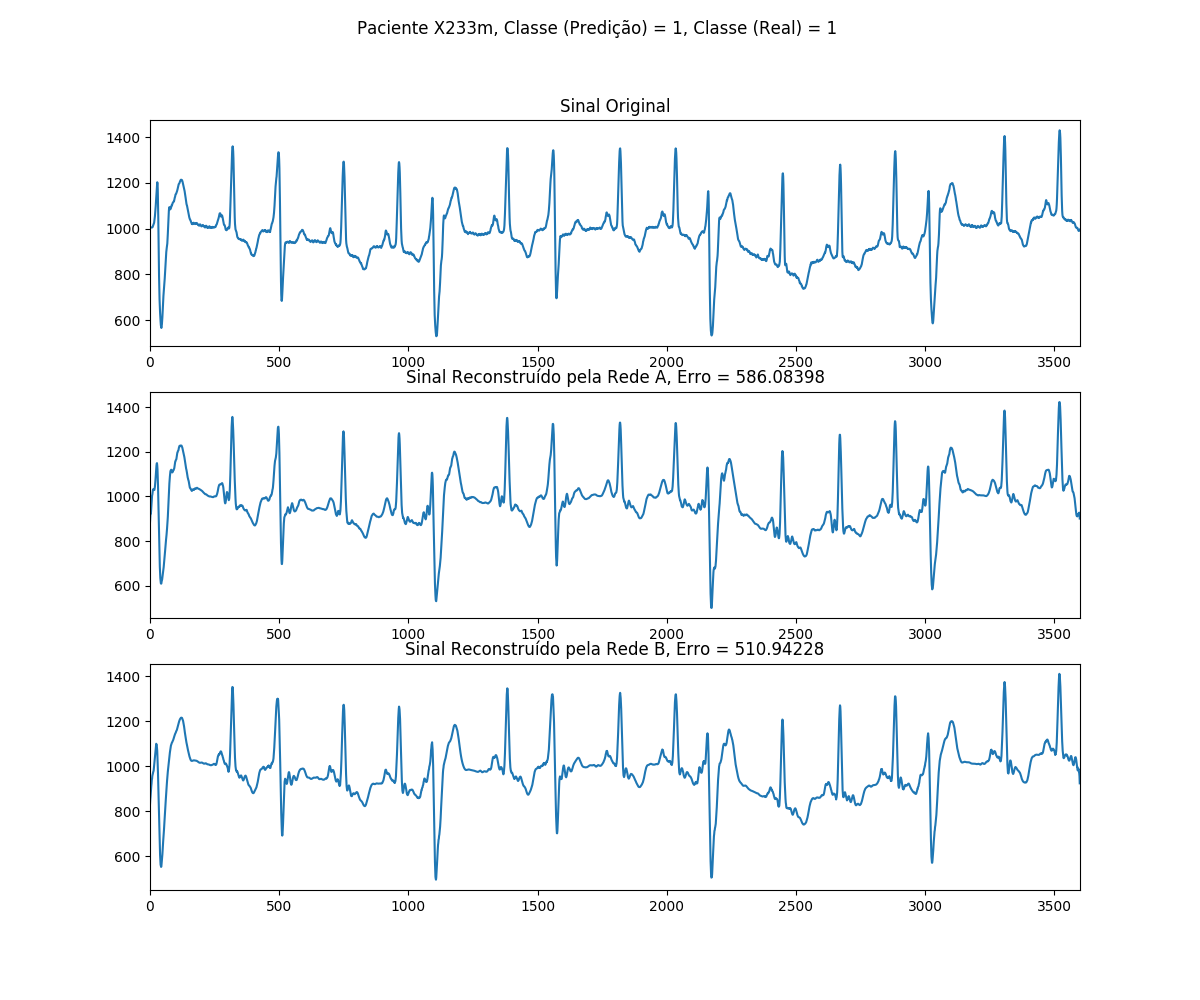 Paciente X233m, Classe (Predição) = 1, Classe (Real) = 1
Sinal Original
1400
1200
1000
800
600
0 500 1000 1500 2000 2500 3000 3500
Sinal Reconstruído pela Rede A, Erro = 586.08398
1400
1200
1000
800
600
0 500 1000 1500 2000 2500 3000 3500
Sinal Reconstruído pela Rede B, Erro = 510.94228
1400
1200
1000
800
600
0 500 1000 1500 2000 2500 3000 3500